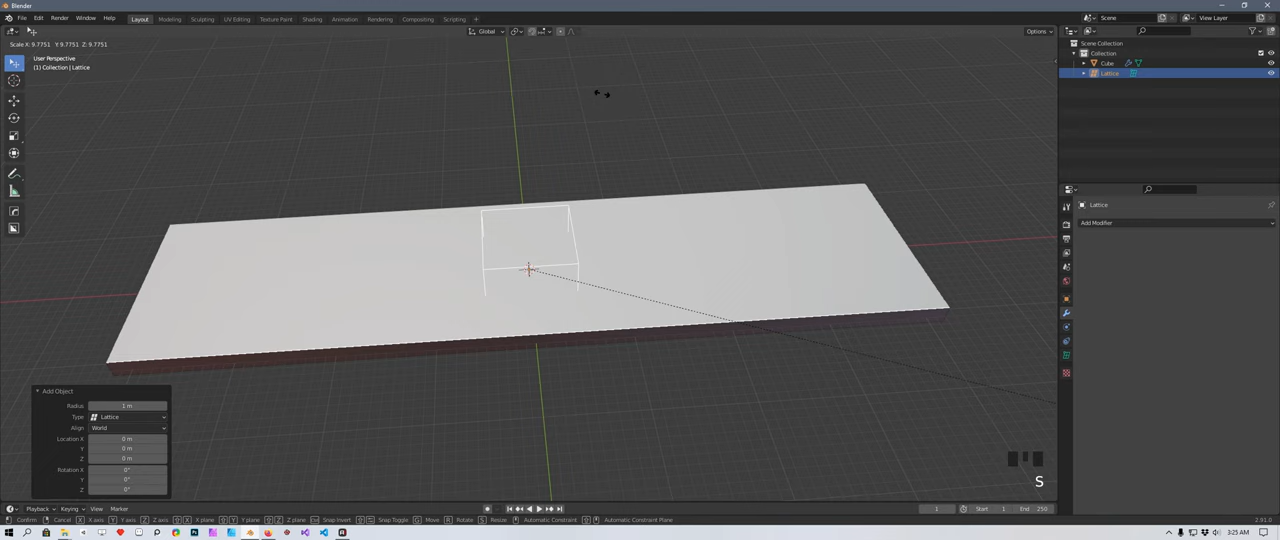 Blender
File Edit Render Window Help Layout Modeling Sculpting UV Editing Texture Paint Shading Animation Rendering Compositing Scripting + Scene View Layer
Global Options
Scale X: 9.7751 Y: 9.7751 Z: 9.7751
User Perspective
(1) Collection | Lattice
Scene Collection
Collection
Cube
Lattice
Lattice
Add Modifier
Add Object
Radius 1 m
Type Lattice
Align World
Location X 0 m
Y 0 m
Z 0 m
Rotation X 0°
Y 0°
Z 0°
S
Playback Keying View Marker 1 Start 1 End 250
Confirm Cancel X X axis Y Y axis Z Z axis X X plane Y Y plane Z Z plane Snap Invert Snap Toggle G Move R Rotate S Resize Automatic Constraint Automatic Constraint Plane 2.91.0
3:25 AM